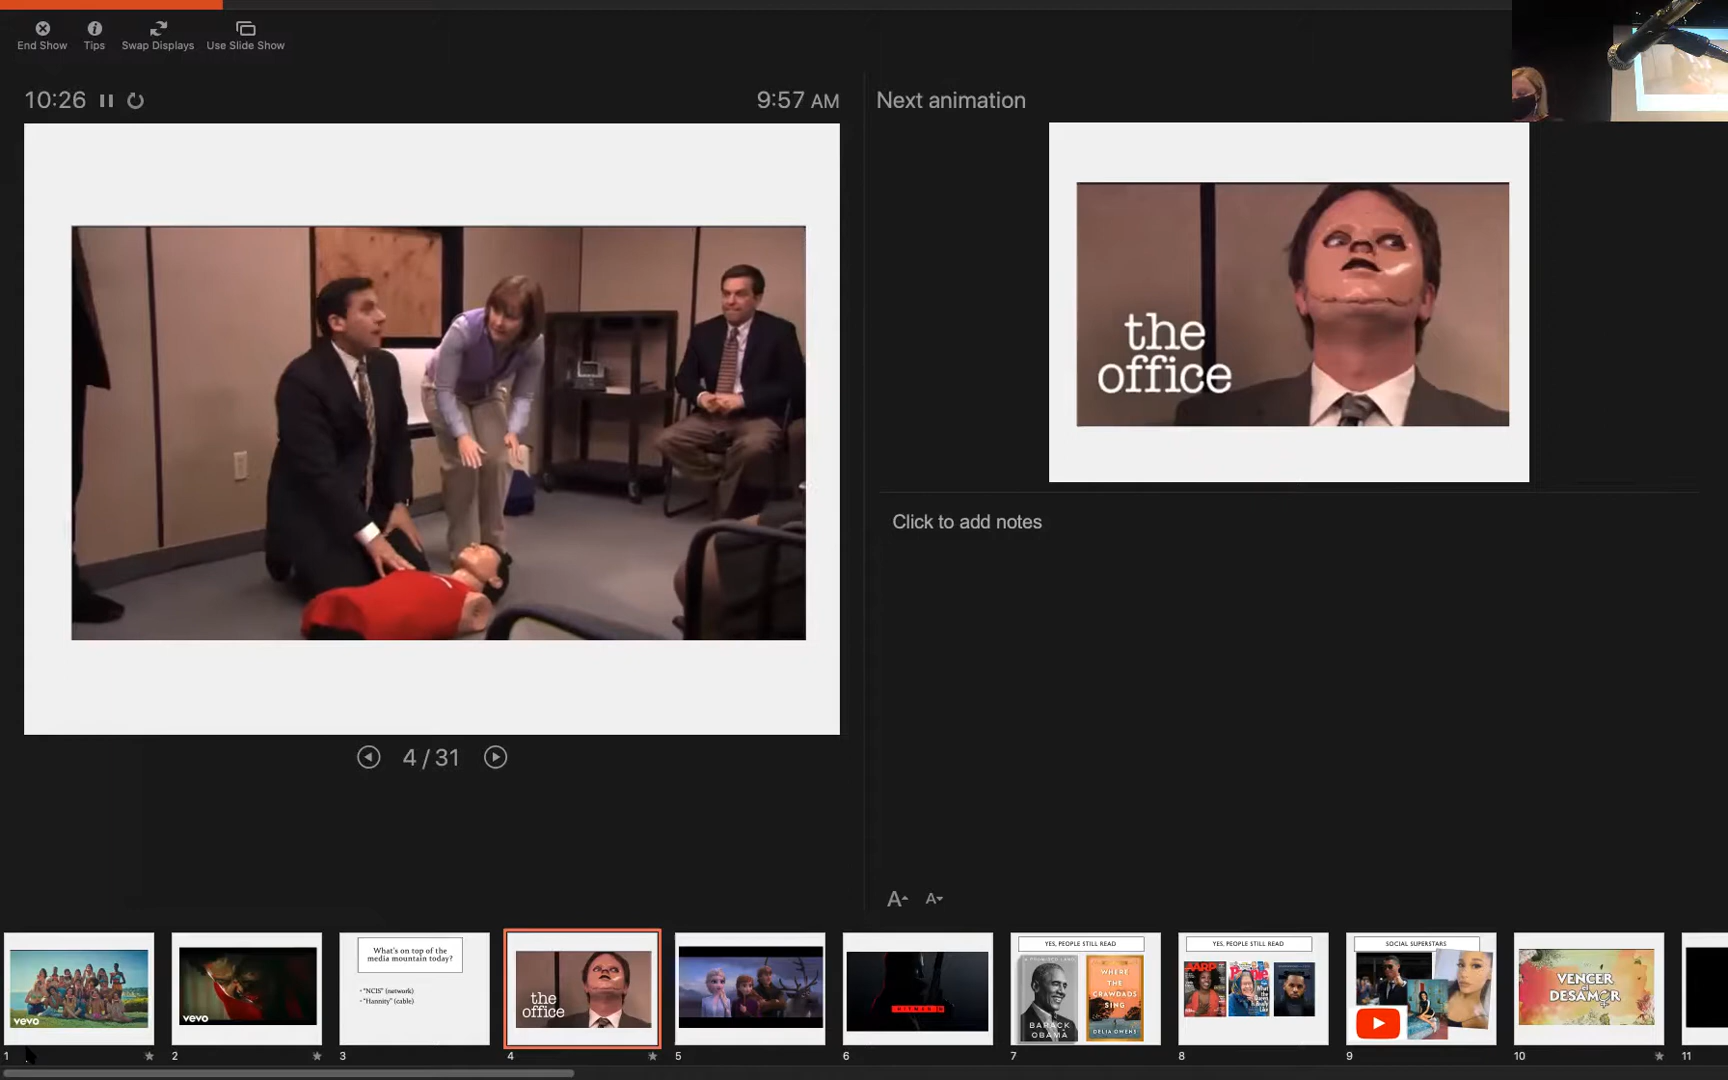 End Show
Tips
Swap Displays
Use Slide Show
10:26
9:57 AM
Next animation
the
office
Click to add notes
4 / 31
A
A
vevo
1
vevo
2
What's on top of the
media mountain today?
• "NCIS" (network)
• "Hannity" (cable)
3
the
office
4
5
6
YES, PEOPLE STILL READ
BARACK
OBAMA
WHERE
THE
CRAWDADS
SING
DELIA OWENS
7
YES, PEOPLE STILL READ
AARP
People
8
SOCIAL SUPERSTARS
9
VENCER
el
DESAMOR
10
11